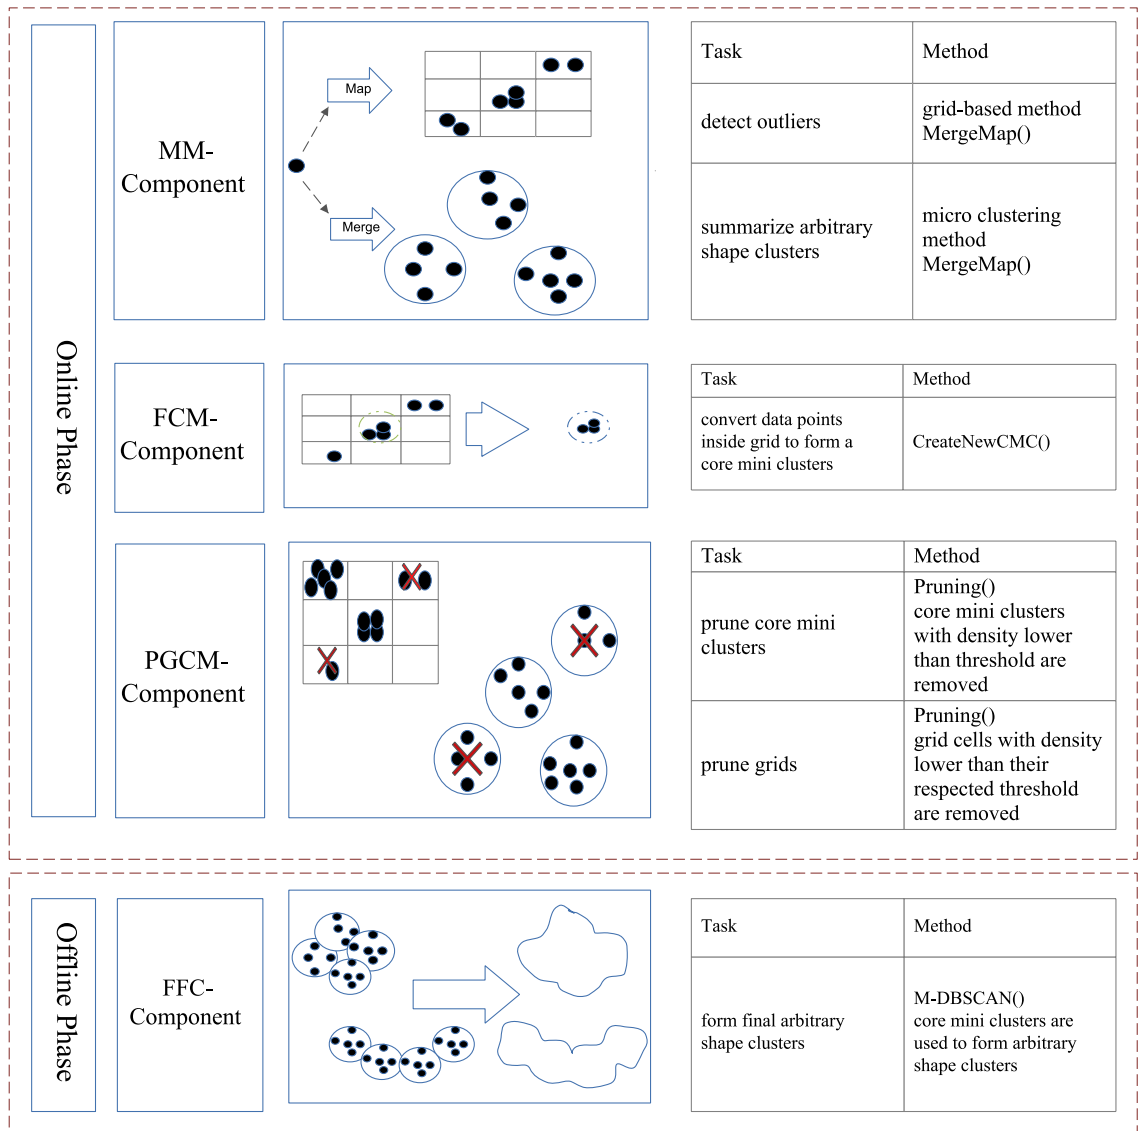 Online Phase
MM-
Component
Map
Merge
Task
Method
detect outliers
grid-based method
MergeMap()
summarize arbitrary
shape clusters
micro clustering
method
MergeMap()
FCM-
Component
Task
Method
convert data points
inside grid to form a
core mini clusters
CreateNewCMC()
PGCM-
Component
Task
Method
prune core mini
clusters
Pruning()
core mini clusters
with density lower
than threshold are
removed
prune grids
Pruning()
grid cells with density
lower than their
respected threshold
are removed
Offline Phase
FFC-
Component
Task
Method
form final arbitrary
shape clusters
M-DBSCAN()
core mini clusters are
used to form arbitrary
shape clusters